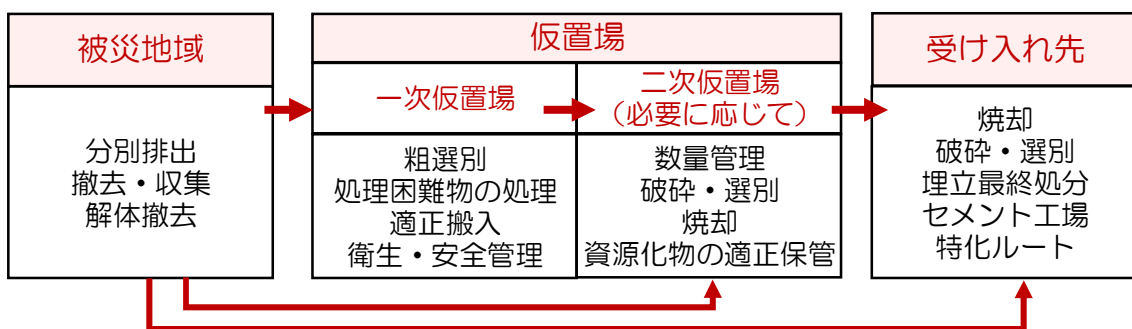 被災地域
分別排出
撤去・収集
解体撤去
仮置場
一次仮置場
粗選別
処理困難物の処理
適正搬入
衛生・安全管理
二次仮置場
（必要に応じて）
数量管理
破砕・選別
焼却
資源化物の適正保管
受け入れ先
焼却
破砕・選別
埋立最終処分
セメント工場
特化ルート